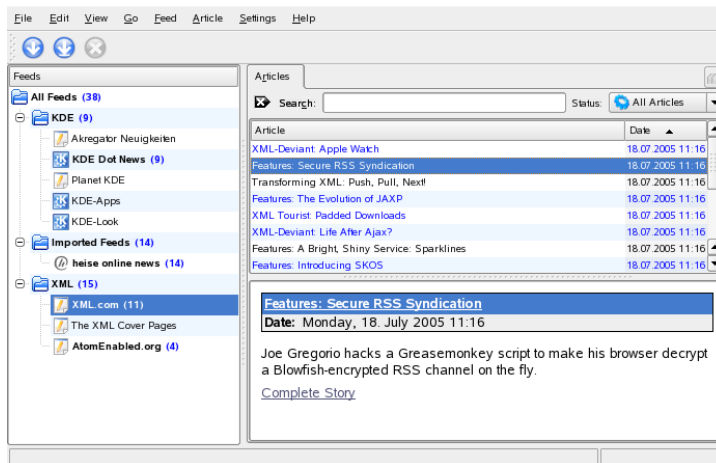 File Edit View Go Feed Article Settings Help
Feeds
All Feeds (38)
KDE (9)
Akregator Neuigkeiten
KDE Dot News (9)
Planet KDE
KDE-Apps
KDE-Look
Imported Feeds (14)
heise online news (14)
XML (15)
XML.com (11)
The XML Cover Pages
AtomEnabled.org (4)
Articles
Search: Status: All Articles
Article Date
XML-Deviant: Apple Watch 18.07.2005 11:16
Features: Secure RSS Syndication 18.07.2005 11:16
Transforming XML: Push, Pull, Next! 18.07.2005 11:16
Features: The Evolution of JAXP 18.07.2005 11:16
XML Tourist: Padded Downloads 18.07.2005 11:16
XML-Deviant: Life After Ajax? 18.07.2005 11:16
Features: A Bright, Shiny Service: Sparklines 18.07.2005 11:16
Features: Introducing SKOS 18.07.2005 11:16
Features: Secure RSS Syndication
Date: Monday, 18. July 2005 11:16
Joe Gregorio hacks a Greasemonkey script to make his browser decrypt
a Blowfish-encrypted RSS channel on the fly.
Complete Story